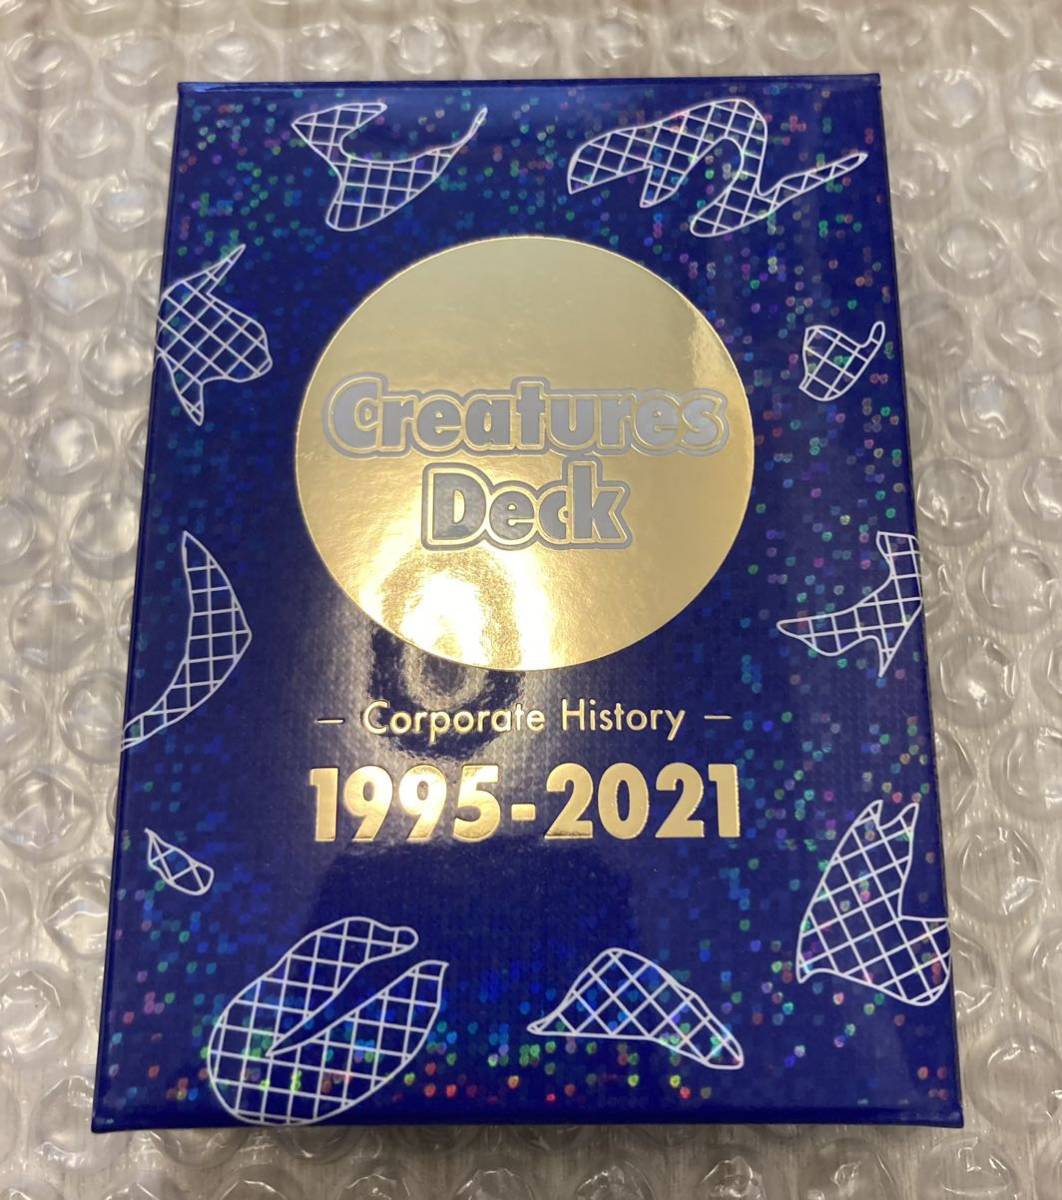 Creatures
Deck
– Corporate History –
1995-2021